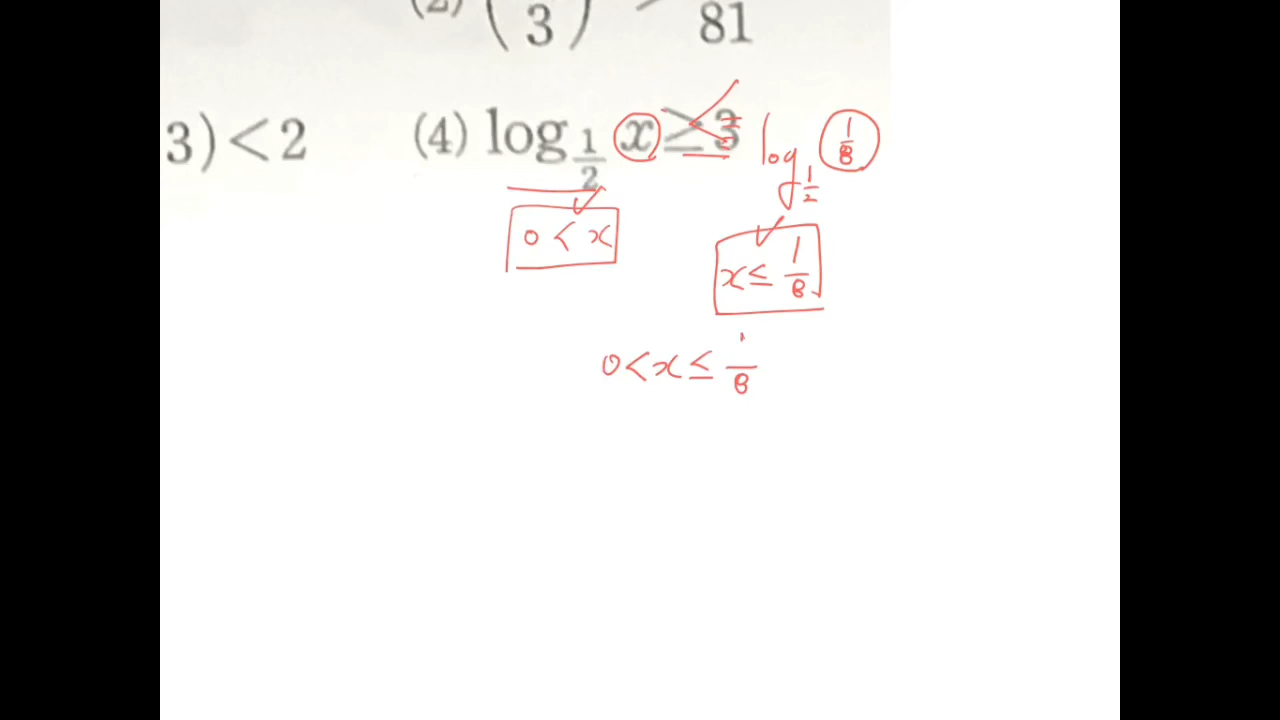 (2) ( 3 ) 81
3) < 2 (4) log_{1/2} x ≥ 3 ≤ = log_{1/2} 1/8
0 < x
x ≤ 1/8
0 < x ≤ 1/8